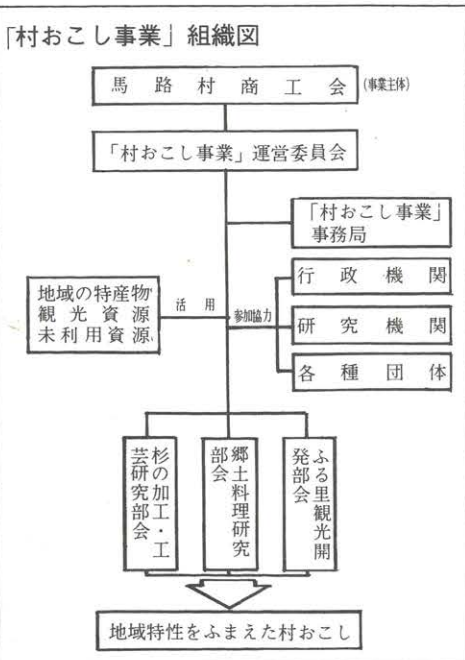 「村おこし事業」組織図
馬路村商工会
(事業主体)
「村おこし事業」運営委員会
「村おこし事業」
事務局
地域の特産物
観光資源
未利用資源
活用
参加協力
行政機関
研究機関
各種団体
杉の加工・工
芸研究部会
郷土料理研究
部会
ふる里観光開
発部会
地域特性をふまえた村おこし